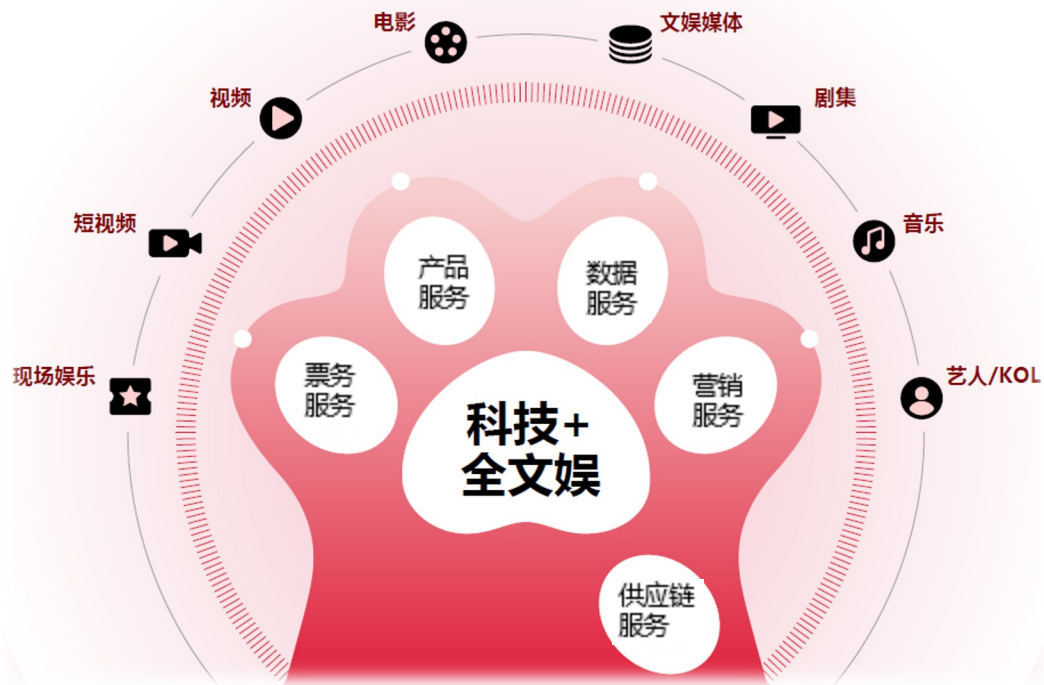 电影
文娱媒体
视频
剧集
短视频
音乐
产品
服务
数据
服务
现场娱乐
票务
服务
营销
服务
艺人/KOL
科技+
全文娱
供应链
服务